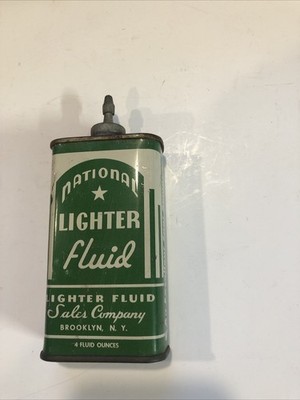 NATIONAL
LIGHTER
Fluid
LIGHTER FLUID
Sales Company
BROOKLYN, N. Y.
4 FLUID OUNCES